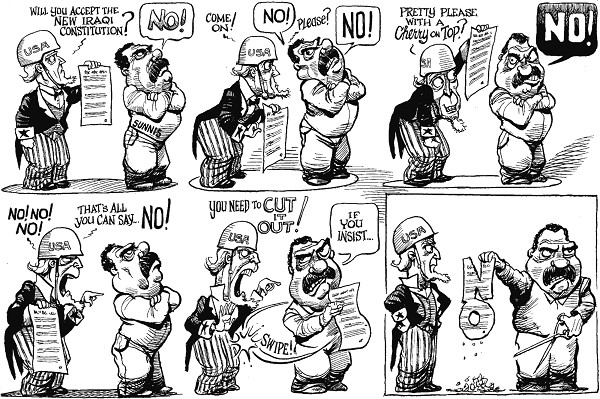 WILL YOU ACCEPT THE
NEW IRAQI
CONSTITUTION?
NO!
USA
SUNNIS
COME
ON!
NO!
Please?
NO!
USA
PRETTY PLEASE
WITH A
Cherry ON TOP?
NO!
SA
NO! NO!
NO!
THAT'S ALL
YOU CAN SAY...
NO!
USA
YOU NEED TO CUT
IT
OUT!
IF
YOU
INSIST...
USA
SWIPE!!
USA
NO